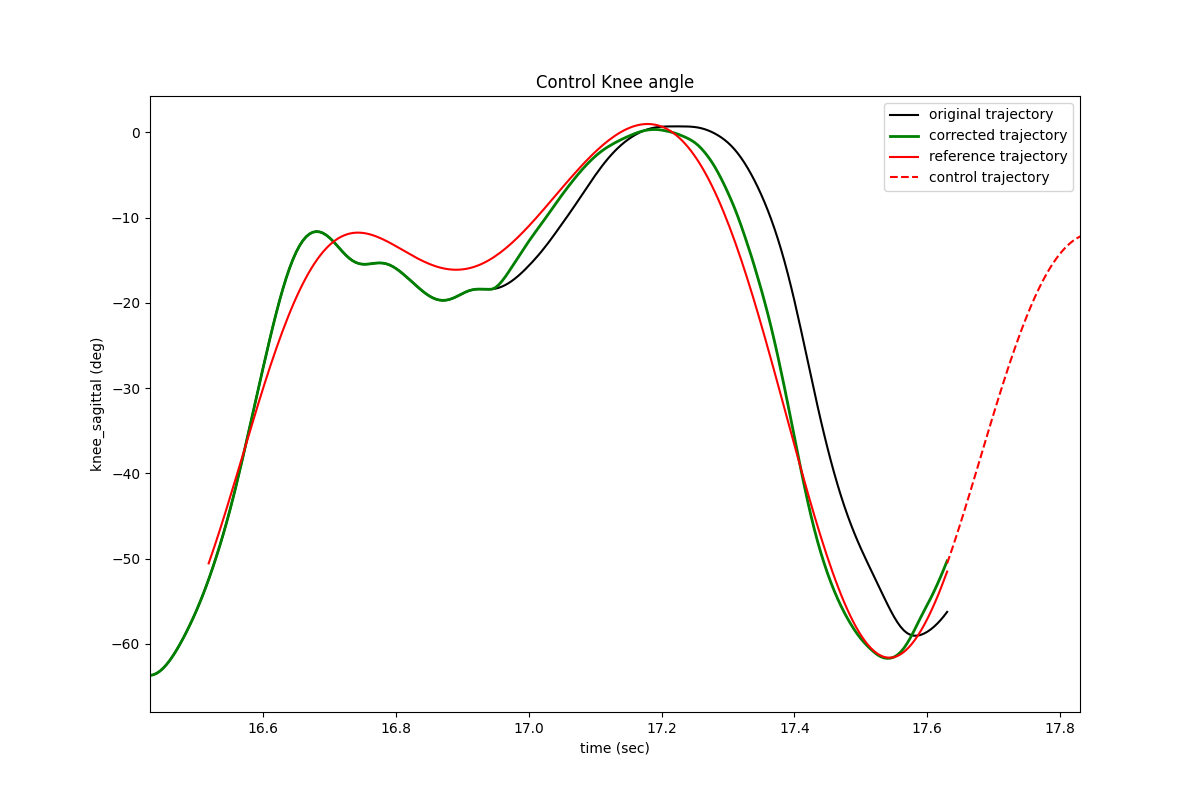 Control Knee angle
original trajectory
corrected trajectory
reference trajectory
control trajectory
0
−10
−20
−30
−40
−50
−60
knee_sagittal (deg)
16.6 16.8 17.0 17.2 17.4 17.6 17.8
time (sec)